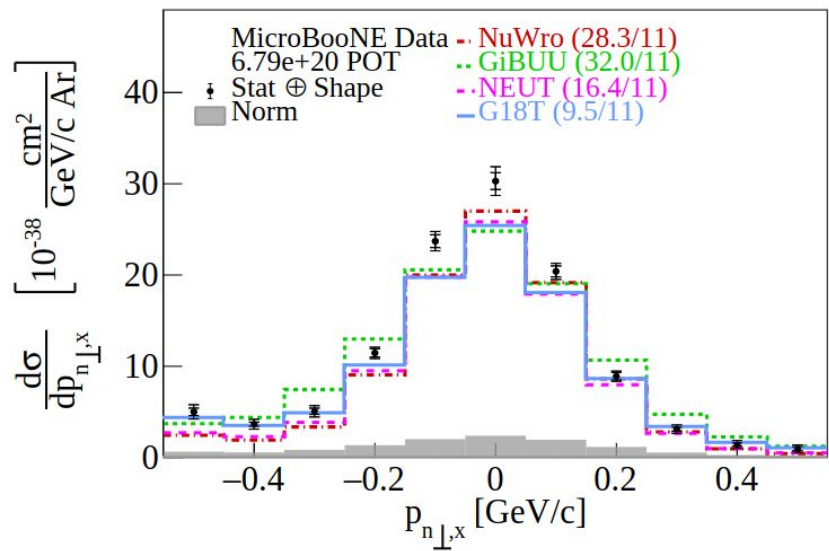 MicroBooNE Data
6.79e+20 POT
Stat ⊕ Shape
Norm
NuWro (28.3/11)
GiBUU (32.0/11)
NEUT (16.4/11)
G18T (9.5/11)
dσ/dp_{n⊥,x} [10^{-38} cm²/(GeV/c Ar)]
40
30
20
10
0
−0.4 −0.2 0 0.2 0.4
p_{n⊥,x} [GeV/c]